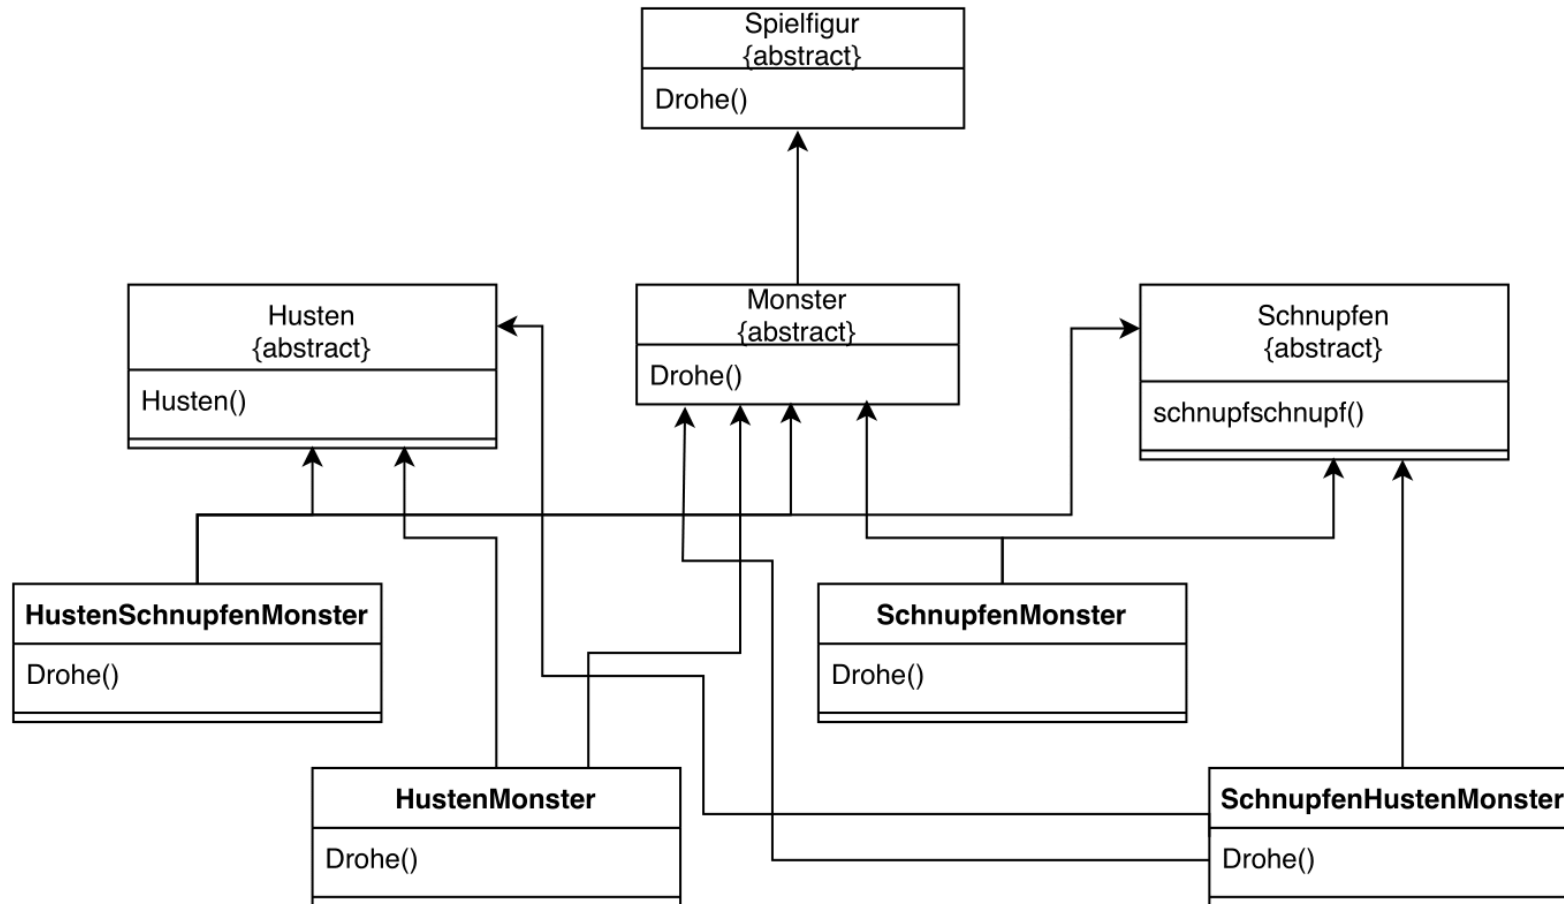 Spielfigur
{abstract}
Drohe()
Husten
{abstract}
Husten()
Monster
{abstract}
Drohe()
Schnupfen
{abstract}
schnupfschnupf()
HustenSchnupfenMonster
Drohe()
SchnupfenMonster
Drohe()
HustenMonster
Drohe()
SchnupfenHustenMonster
Drohe()